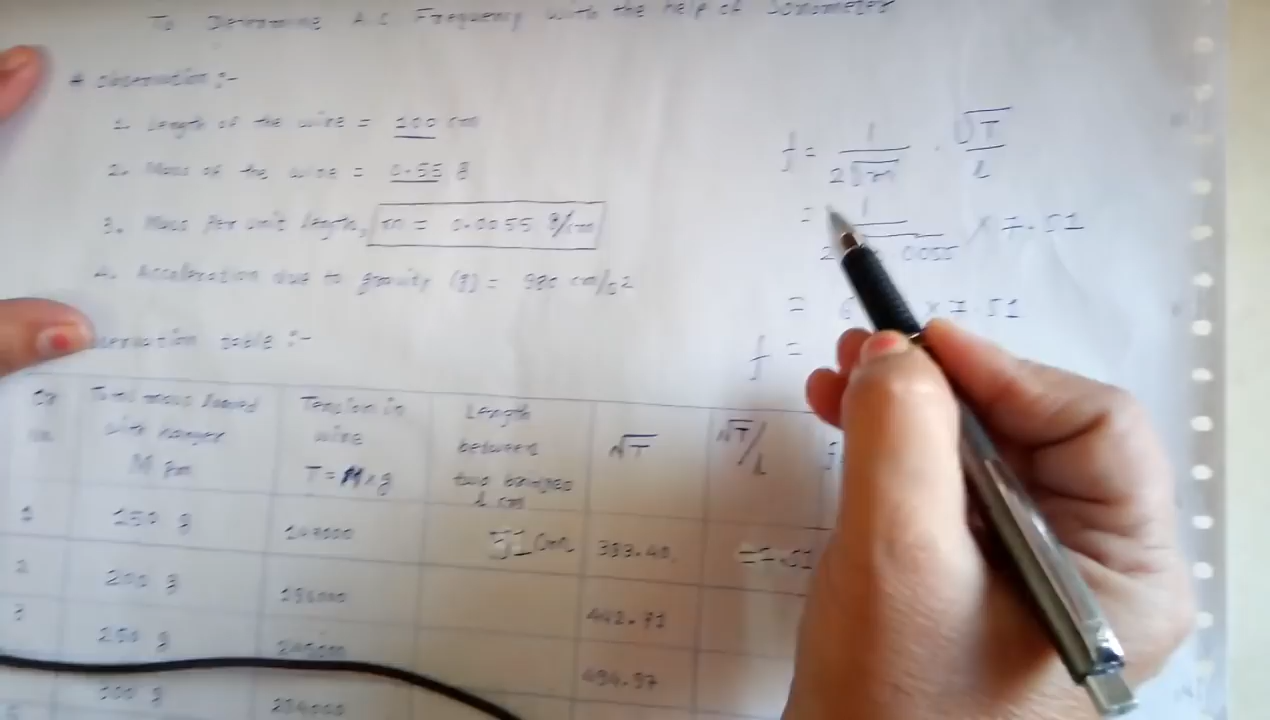 To Determine A.C Frequency with the help of Sonometer
* Observation :-
1. Length of the wire = 100 cm
2. Mass of the wire = 0.55 g
3. Mass per unit length, m = 0.0055 g/cm
4. Acceleration due to gravity (g) = 980 cm/s2
f = 1 / 2√m . √T / l
= 1 / 2 0055 × 7.51
= 6 × 7.51
f =
table :-
Total mass loaded with hanger M gm
Tension in wire T = M × g
Length between two bridges l cm
√T
√T/l
1 150 g 147000 51 cm 383.40 =7.51
2 200 g 196000 442.71
3 250 g 245000 494.97
300 g 294000
5